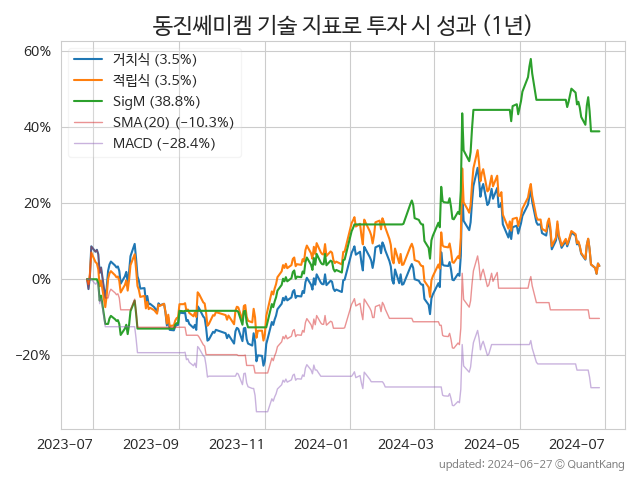 동진쎄미켐 기술 지표로 투자 시 성과 (1년)
거치식 (3.5%)
적립식 (3.5%)
SigM (38.8%)
SMA(20) (−10.3%)
MACD (−28.4%)
60%
40%
20%
0%
−20%
2023-07 2023-09 2023-11 2024-01 2024-03 2024-05 2024-07
updated: 2024-06-27 © QuantKang